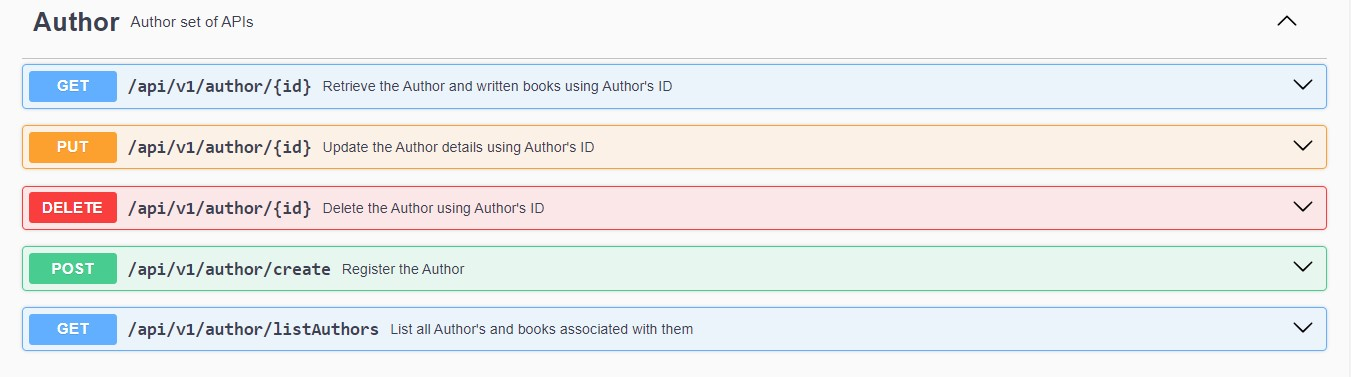 Author Author set of APIs
GET /api/v1/author/{id} Retrieve the Author and written books using Author's ID
PUT /api/v1/author/{id} Update the Author details using Author's ID
DELETE /api/v1/author/{id} Delete the Author using Author's ID
POST /api/v1/author/create Register the Author
GET /api/v1/author/listAuthors List all Author's and books associated with them